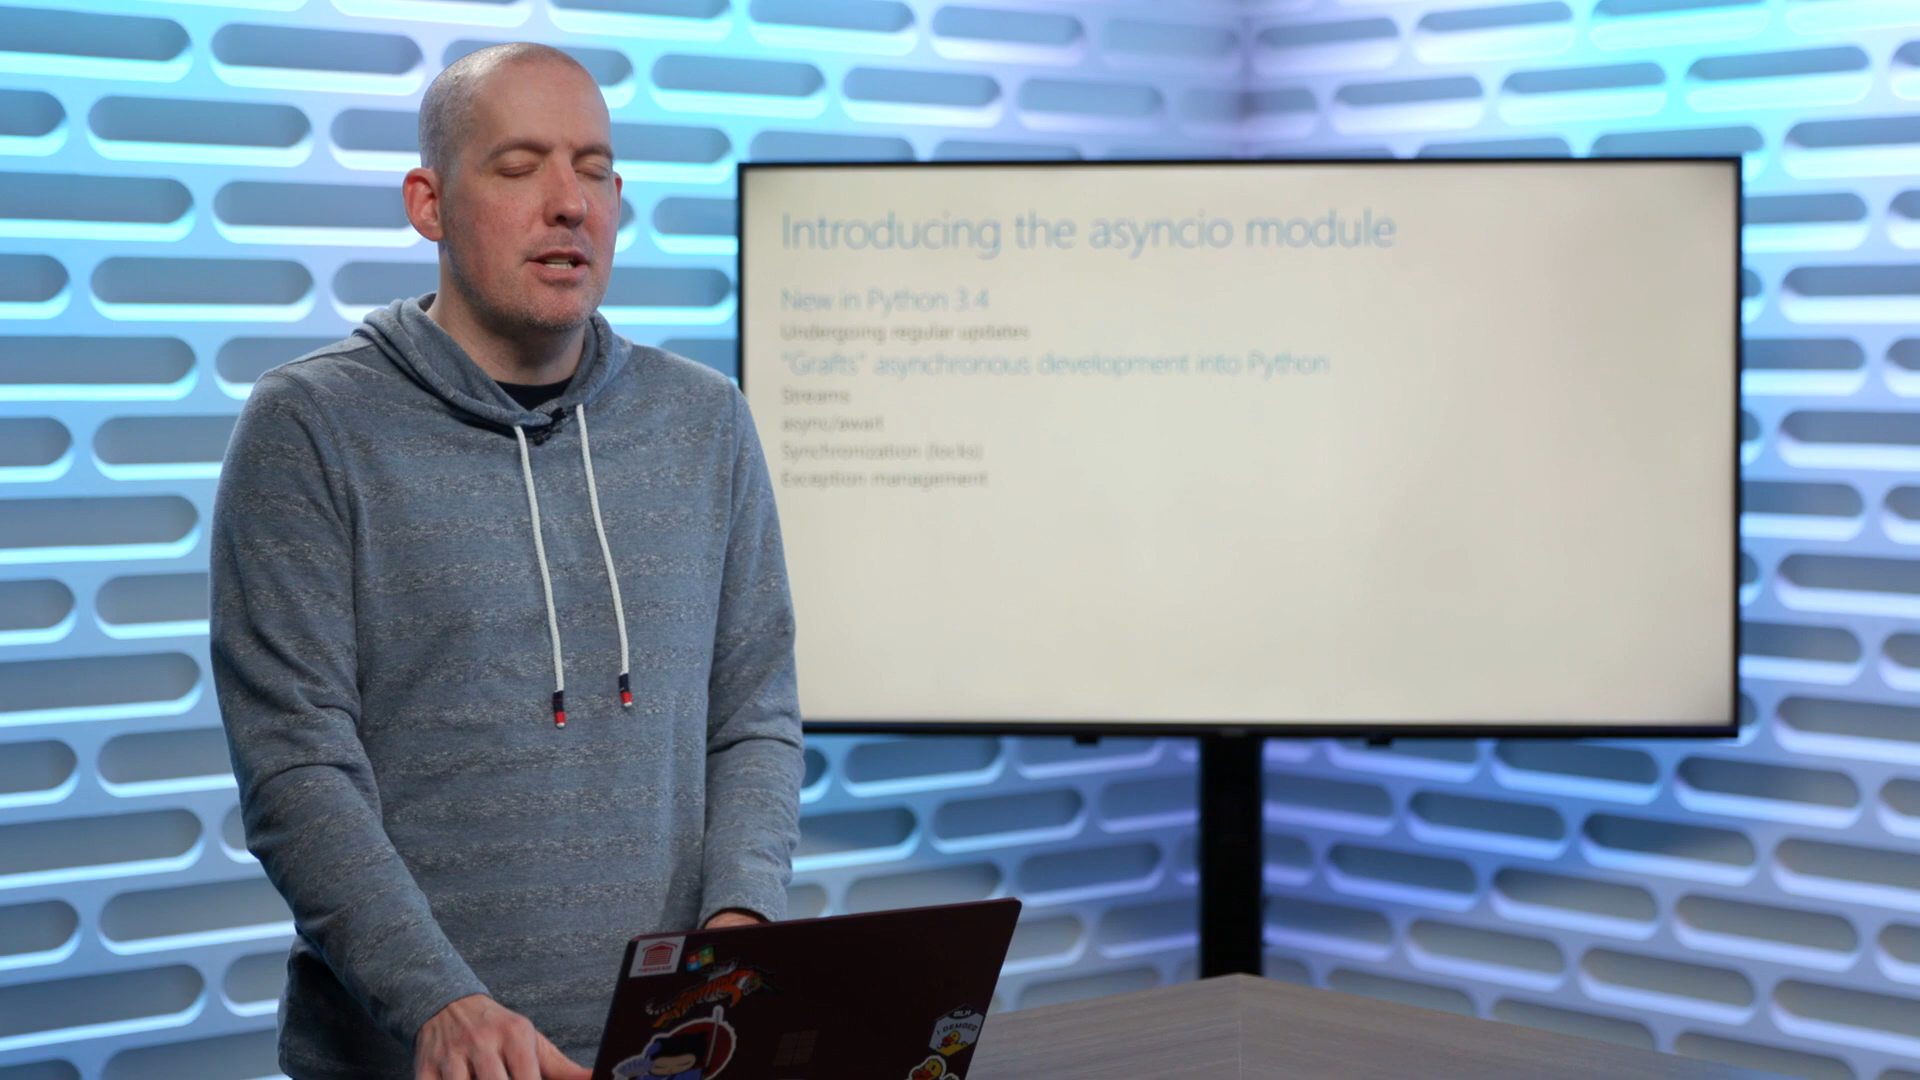 Introducing the asyncio module
New in Python 3.4
Undergoing regular updates
"Grafts" asynchronous development into Python
Streams
async/await
Synchronization (locks)
Exception management